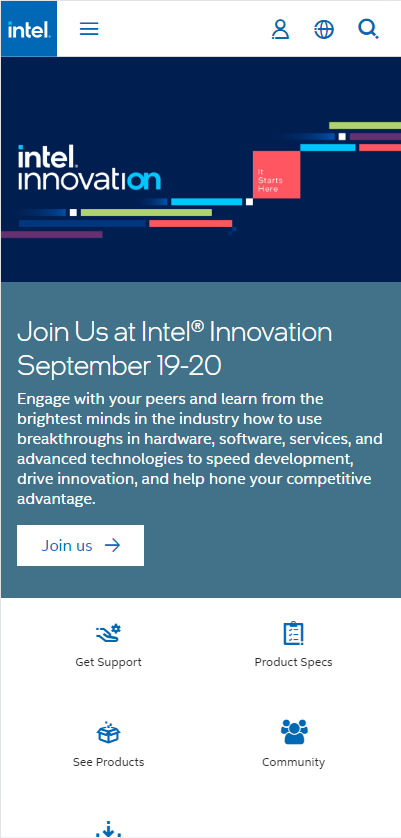 intel.
intel.
innovation
It
Starts
Here
Join Us at Intel® Innovation
September 19-20
Engage with your peers and learn from the
brightest minds in the industry how to use
breakthroughs in hardware, software, services, and
advanced technologies to speed development,
drive innovation, and help hone your competitive
advantage.
Join us
Get Support
Product Specs
See Products
Community